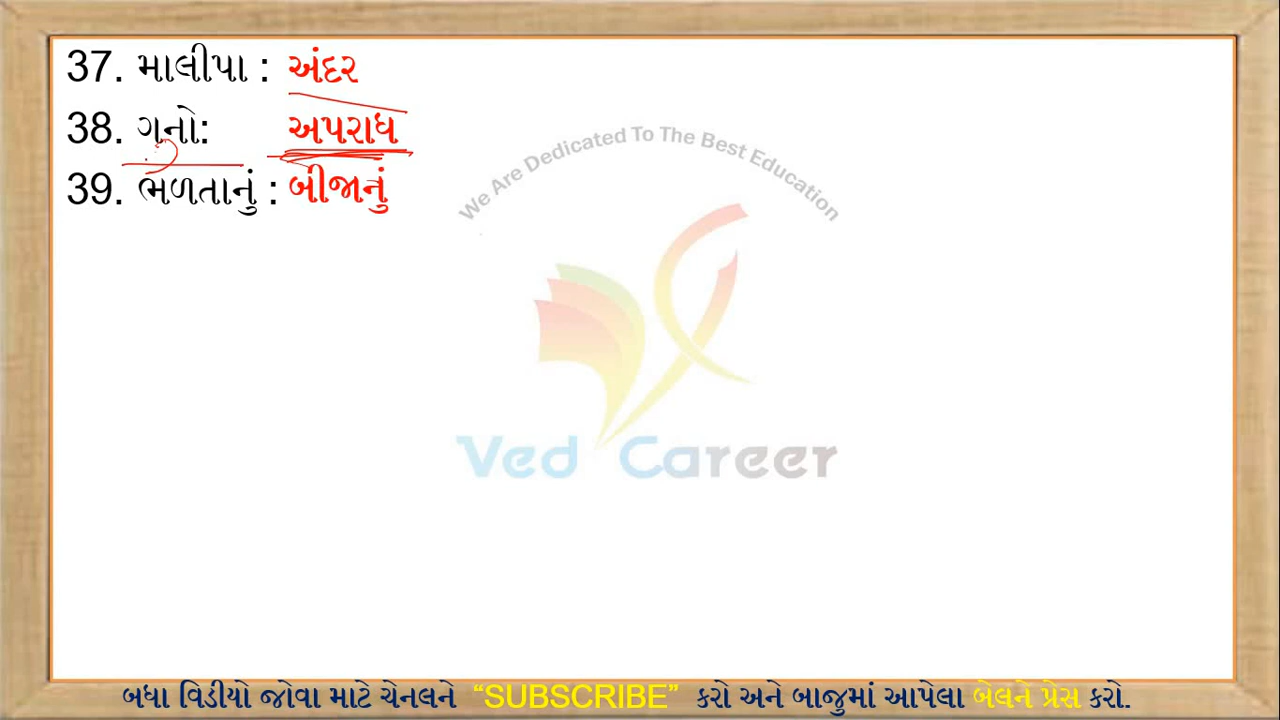 37. માલીપા : અંદર
38. ગનો: અપરાધ
39. ભળતાનું : બીજાનું
We Are Dedicated To The Best Education
Ved Career
બધા વિડીયો જોવા માટે ચેનલને “SUBSCRIBE” કરો અને બાજુમાં આપેલા બેલને પ્રેસ કરો.